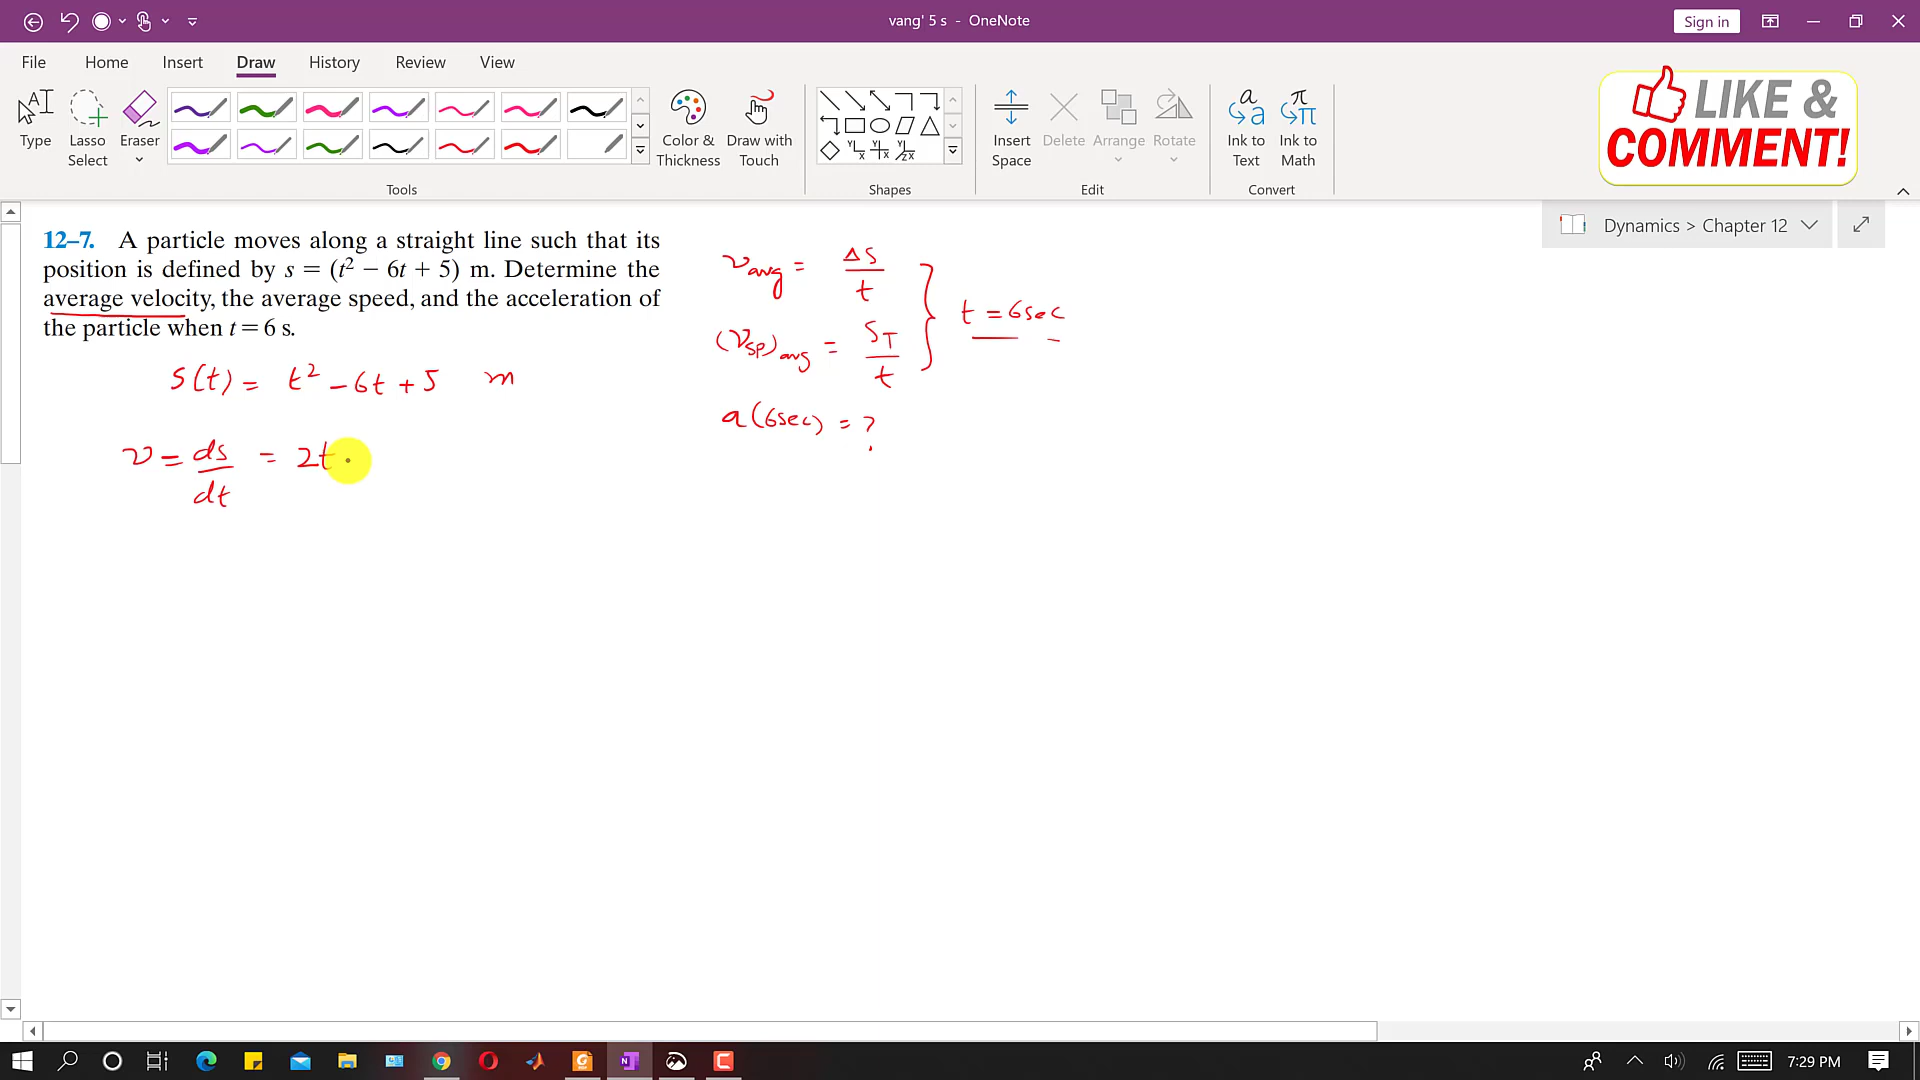 vang' 5 s - OneNote
Sign in
File Home Insert Draw History Review View
LIKE &
COMMENT!
Type
Lasso
Select
Eraser
Color &
Thickness
Draw with
Touch
Insert
Space
Delete
Arrange
Rotate
Ink to
Text
Ink to
Math
Tools Shapes Edit Convert
Dynamics > Chapter 12
12–7. A particle moves along a straight line such that its
position is defined by s = (t² − 6t + 5) m. Determine the
average velocity, the average speed, and the acceleration of
the particle when t = 6 s.
s(t) = t² - 6t + 5 m
v = ds/dt = 2t
v avg = Δs/t
(v sp) avg = S_T/t
t = 6sec
a(6sec) = ?
7:29 PM